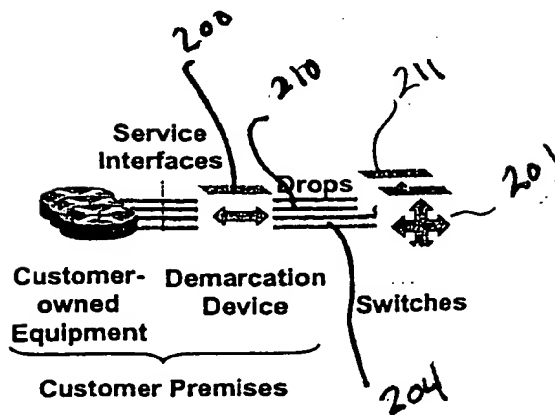 200
210
211
Service
Interfaces
Drops
201
Customer-
owned
Equipment
Demarcation
Device
Switches
Customer Premises
204